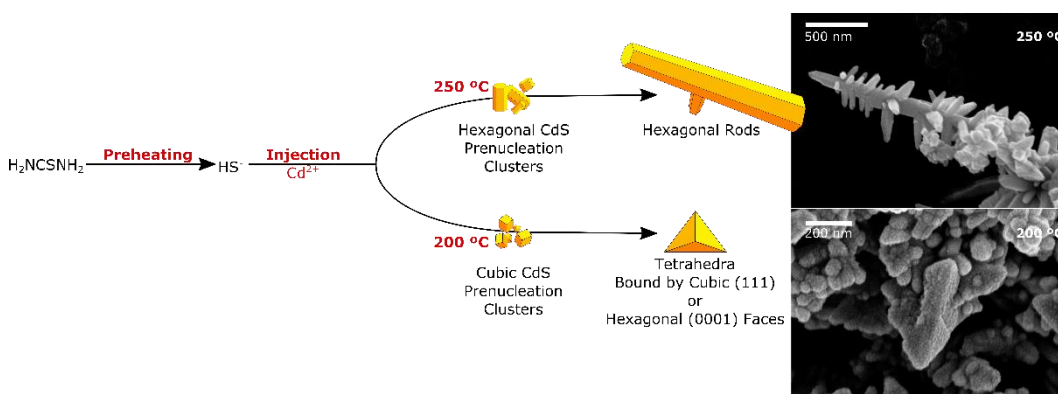 H₂NCSNH₂
Preheating
HS⁻
Injection
Cd²⁺
250 ºC
Hexagonal CdS
Prenucleation
Clusters
Hexagonal Rods
200 ºC
Cubic CdS
Prenucleation
Clusters
Tetrahedra
Bound by Cubic (111)
or
Hexagonal (0001) Faces
500 nm
250 ºC
200 nm
200 ºC